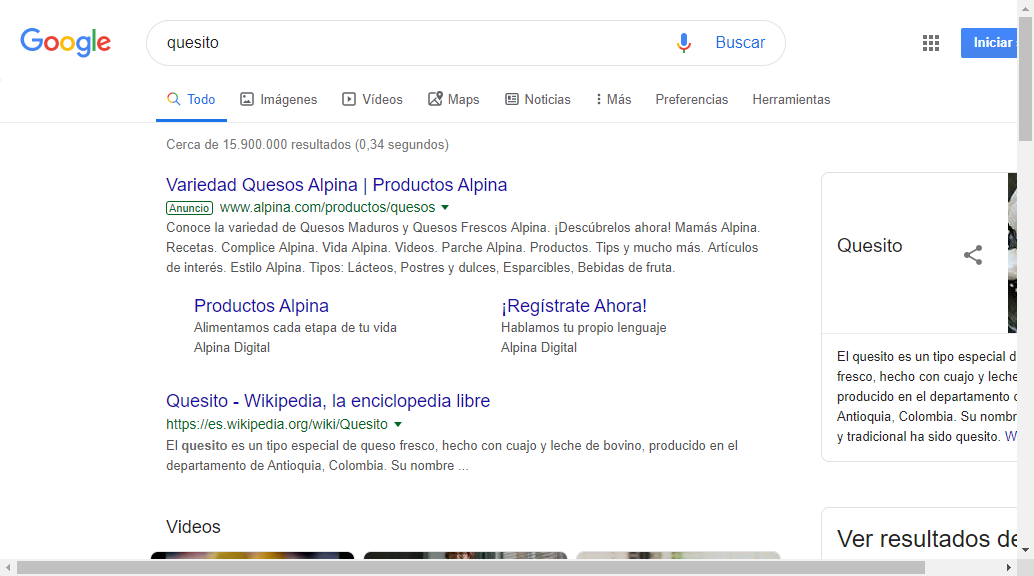 Google
quesito
Buscar
Iniciar
Todo
Imágenes
Vídeos
Maps
Noticias
Más
Preferencias
Herramientas
Cerca de 15.900.000 resultados (0,34 segundos)
Variedad Quesos Alpina | Productos Alpina
Anuncio www.alpina.com/productos/quesos
Conoce la variedad de Quesos Maduros y Quesos Frescos Alpina. ¡Descúbrelos ahora! Mamás Alpina.
Recetas. Complice Alpina. Vida Alpina. Videos. Parche Alpina. Productos. Tips y mucho más. Artículos
de interés. Estilo Alpina. Tipos: Lácteos, Postres y dulces, Esparcibles, Bebidas de fruta.
Productos Alpina
Alimentamos cada etapa de tu vida
Alpina Digital
¡Regístrate Ahora!
Hablamos tu propio lenguaje
Alpina Digital
Quesito - Wikipedia, la enciclopedia libre
https://es.wikipedia.org/wiki/Quesito
El quesito es un tipo especial de queso fresco, hecho con cuajo y leche de bovino, producido en el
departamento de Antioquia, Colombia. Su nombre ...
Videos
Quesito
El quesito es un tipo especial d
fresco, hecho con cuajo y leche
producido en el departamento
Antioquia, Colombia. Su nombr
y tradicional ha sido quesito. W
Ver resultados de